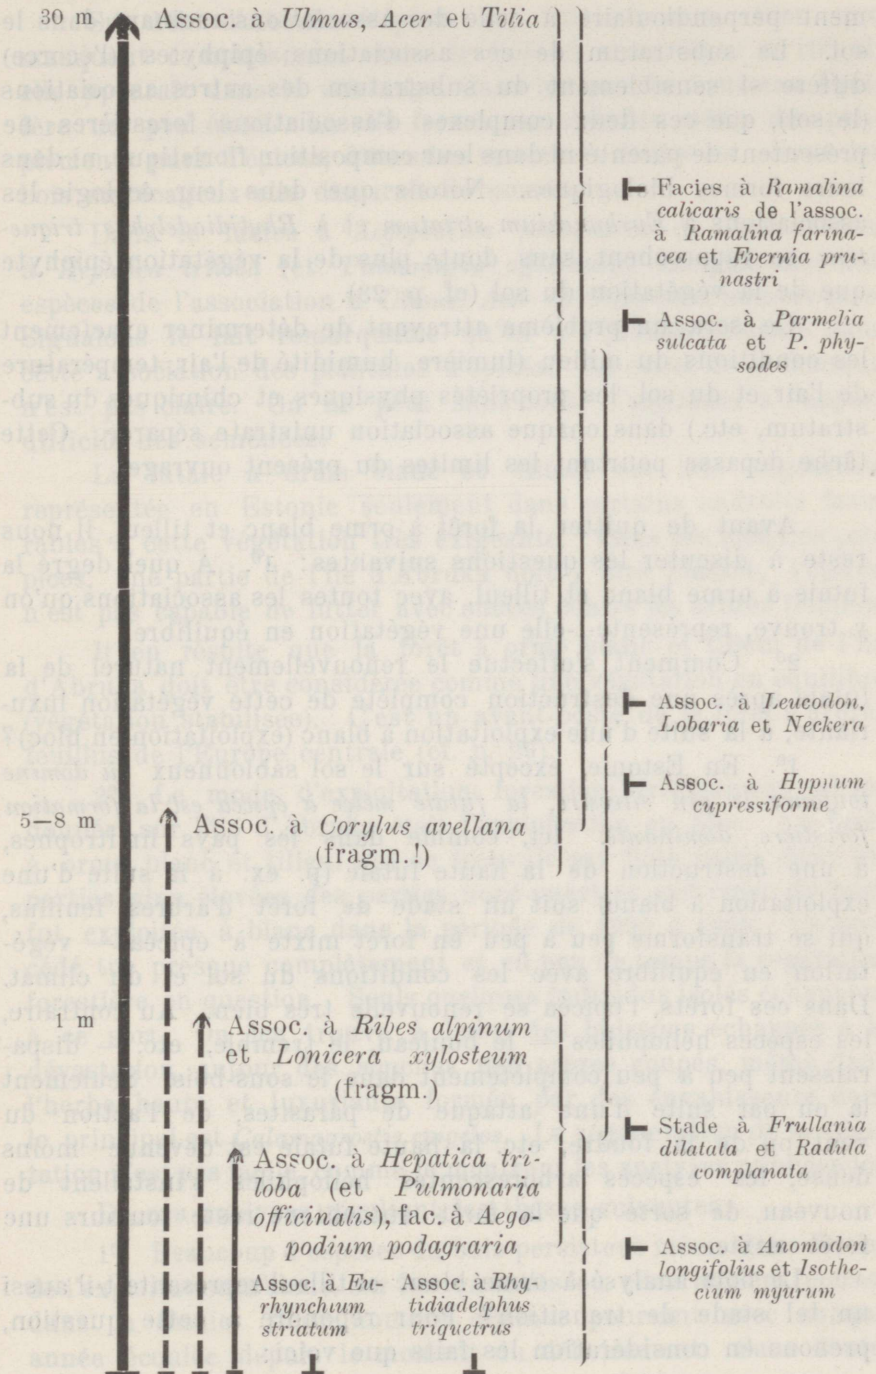 30 m Assoc. à Ulmus, Acer et Tilia
Facies à Ramalina
calicaris de l'assoc.
à Ramalina farina-
cea et Evernia pru-
nastri
Assoc. à Parmelia
sulcata et P. phy-
sodes
Assoc. à Leucodon,
Lobaria et Neckera
Assoc. à Hypnum
cupressiforme
5—8 m Assoc. à Corylus avellana
(fragm.!)
1 m Assoc. à Ribes alpinum
et Lonicera xylosteum
(fragm.)
Stade à Frullania
dilatata et Radula
complanata
Assoc. à Hepatica tri-
loba (et Pulmonaria
officinalis), fac. à Aego-
podium podagraria
Assoc. à Anomodon
longifolius et Isothe-
cium myurum
Assoc. à Eu-
rhynchium
striatum
Assoc. à Rhy-
tidiadelphus
triquetrus